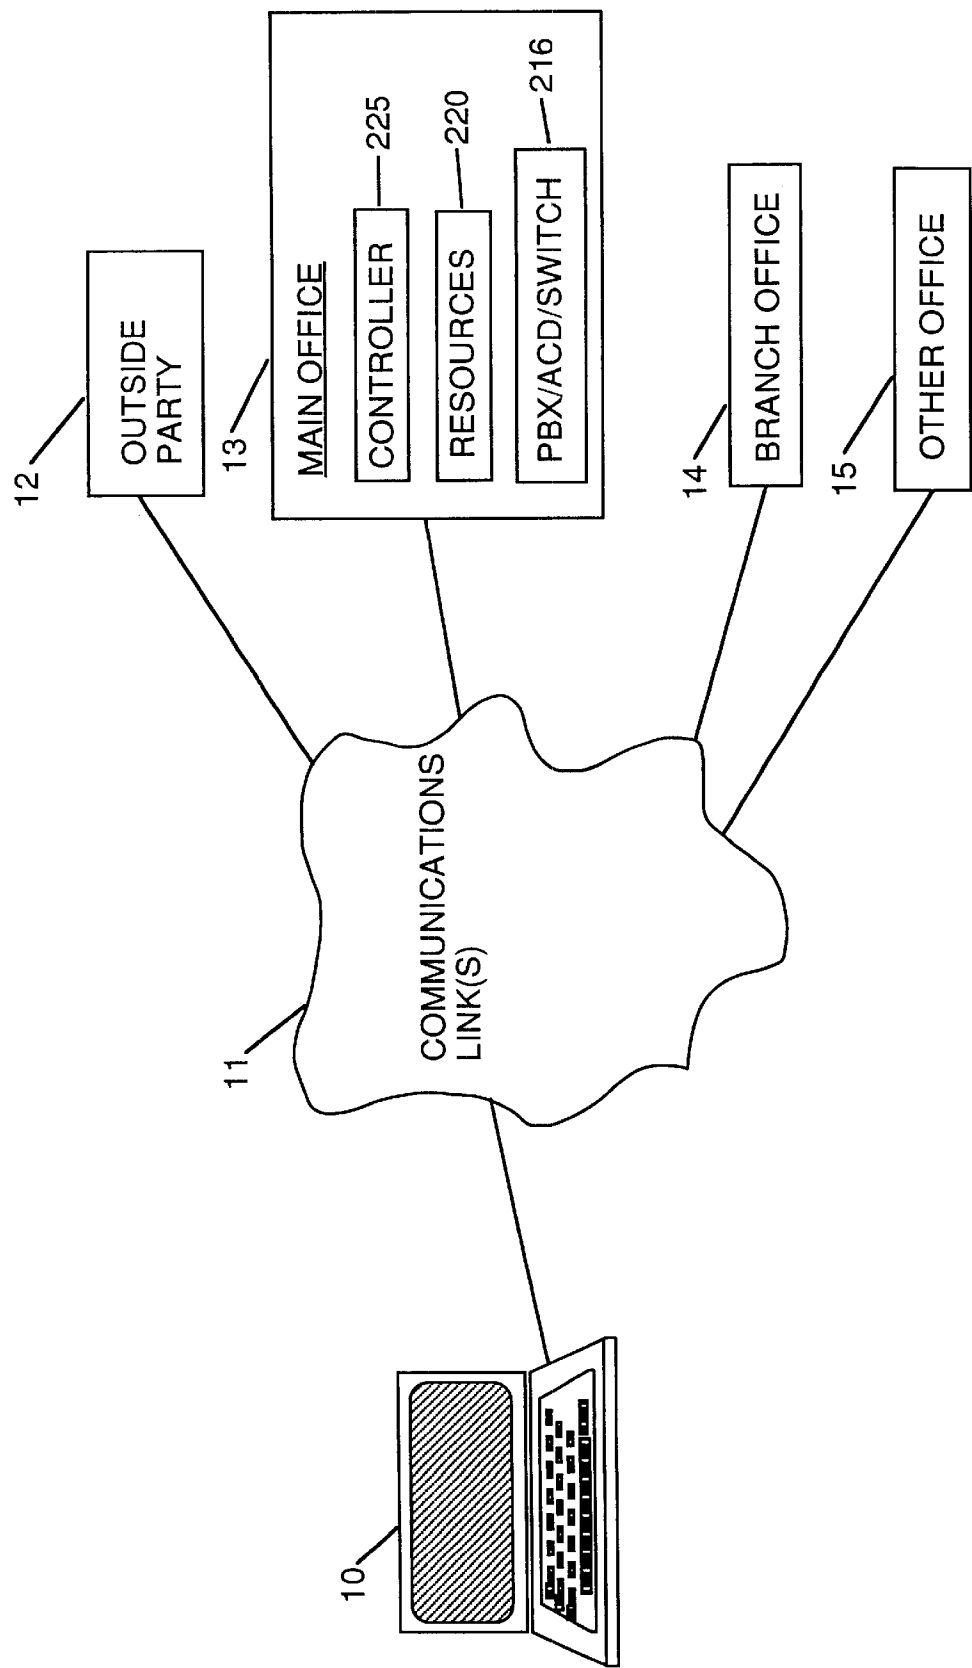 12
OUTSIDE
PARTY
13
MAIN OFFICE
CONTROLLER
225
RESOURCES
220
PBX/ACD/SWITCH
216
11
COMMUNICATIONS
LINK(S)
10
14
BRANCH OFFICE
15
OTHER OFFICE